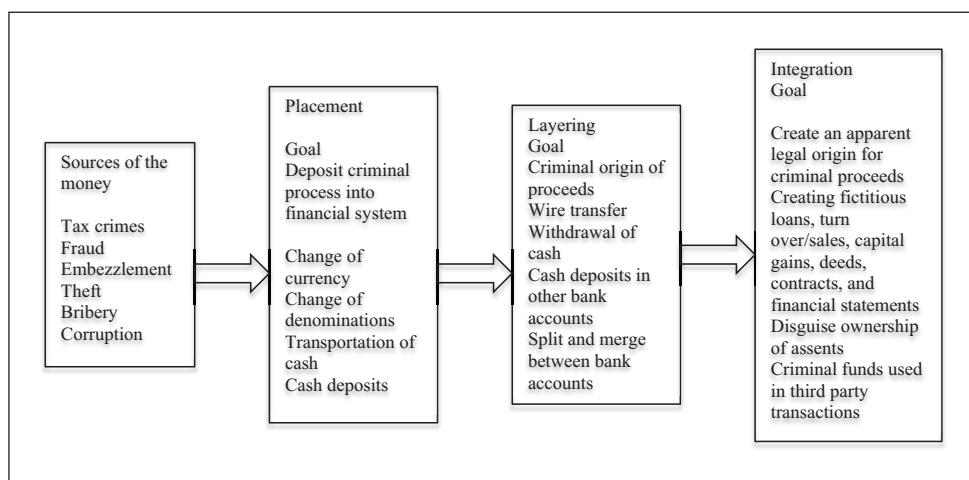 Sources of the
money
Tax crimes
Fraud
Embezzlement
Theft
Bribery
Corruption
Placement
Goal
Deposit criminal
process into
financial system
Change of
currency
Change of
denominations
Transportation of
cash
Cash deposits
Layering
Goal
Criminal origin of
proceeds
Wire transfer
Withdrawal of
cash
Cash deposits in
other bank
accounts
Split and merge
between bank
accounts
Integration
Goal
Create an apparent
legal origin for
criminal proceeds
Creating fictitious
loans, turn
over/sales, capital
gains, deeds,
contracts, and
financial statements
Disguise ownership
of assents
Criminal funds used
in third party
transactions